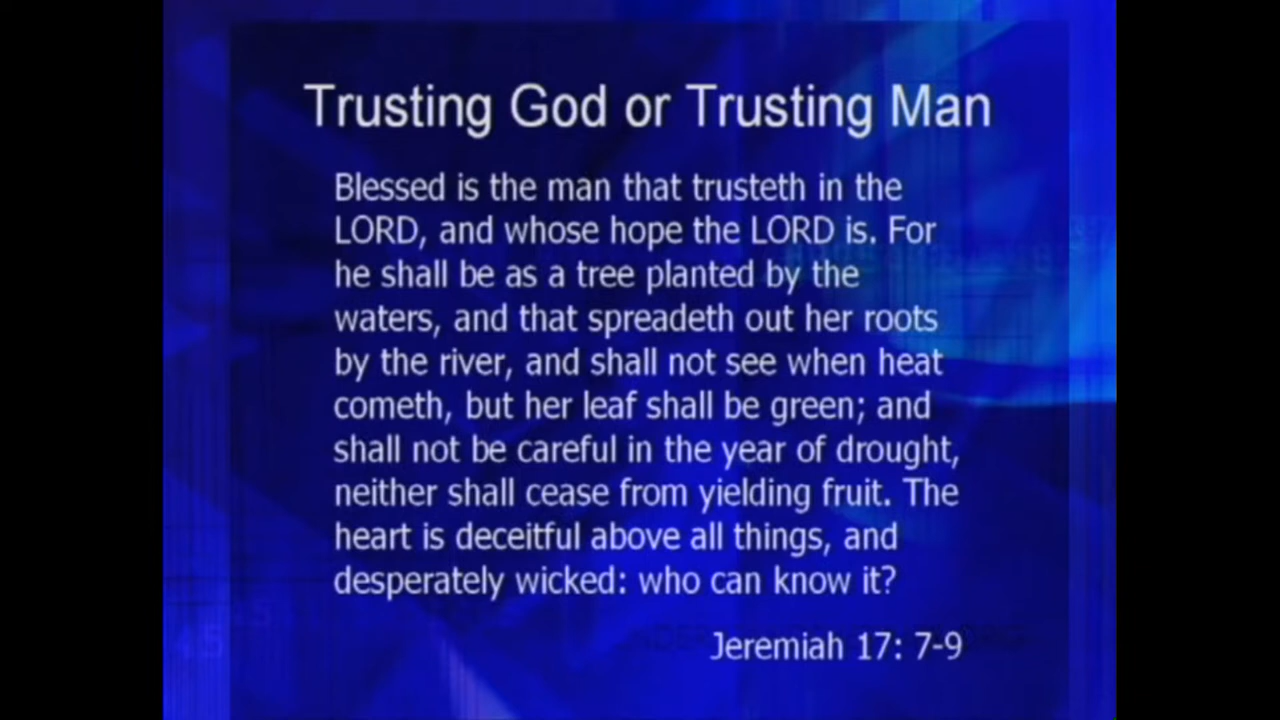 Trusting God or Trusting Man
Blessed is the man that trusteth in the
LORD, and whose hope the LORD is. For
he shall be as a tree planted by the
waters, and that spreadeth out her roots
by the river, and shall not see when heat
cometh, but her leaf shall be green; and
shall not be careful in the year of drought,
neither shall cease from yielding fruit. The
heart is deceitful above all things, and
desperately wicked: who can know it?
Jeremiah 17: 7-9